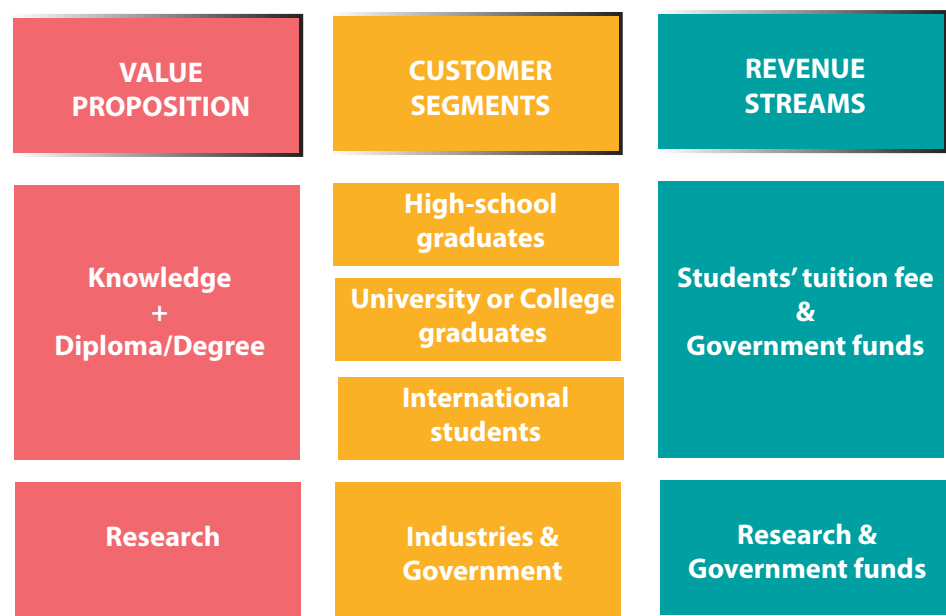 VALUE
PROPOSITION
CUSTOMER
SEGMENTS
REVENUE
STREAMS
Knowledge
+
Diploma/Degree
High-school
graduates
University or College
graduates
International
students
Students’ tuition fee
&
Government funds
Research
Industries &
Government
Research &
Government funds